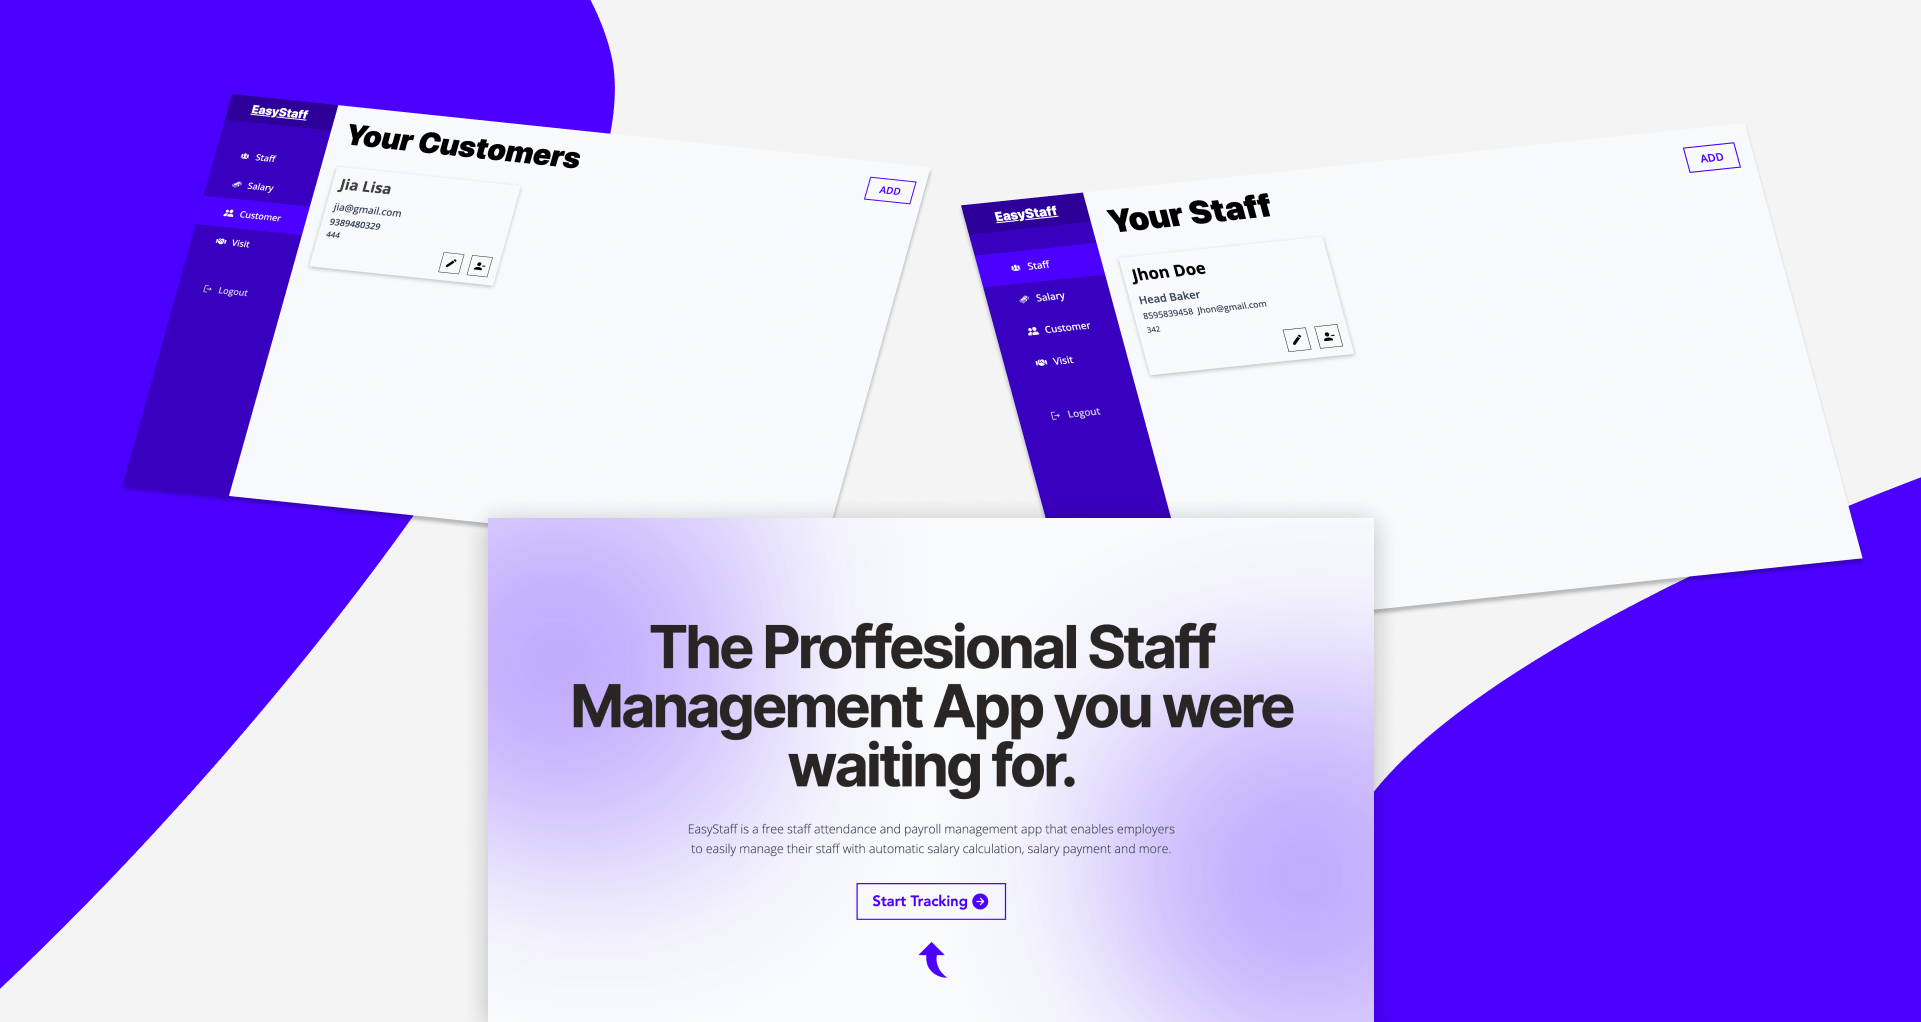 EasyStaff
Staff
Salary
Customer
Visit
Logout
Your Customers
ADD
Jia Lisa
jia@gmail.com
9389480329
444
EasyStaff
Staff
Salary
Customer
Visit
Logout
Your Staff
ADD
Jhon Doe
Head Baker
8595839458 Jhon@gmail.com
342
The Proffesional Staff
Management App you were
waiting for.
EasyStaff is a free staff attendance and payroll management app that enables employers
to easily manage their staff with automatic salary calculation, salary payment and more.
Start Tracking